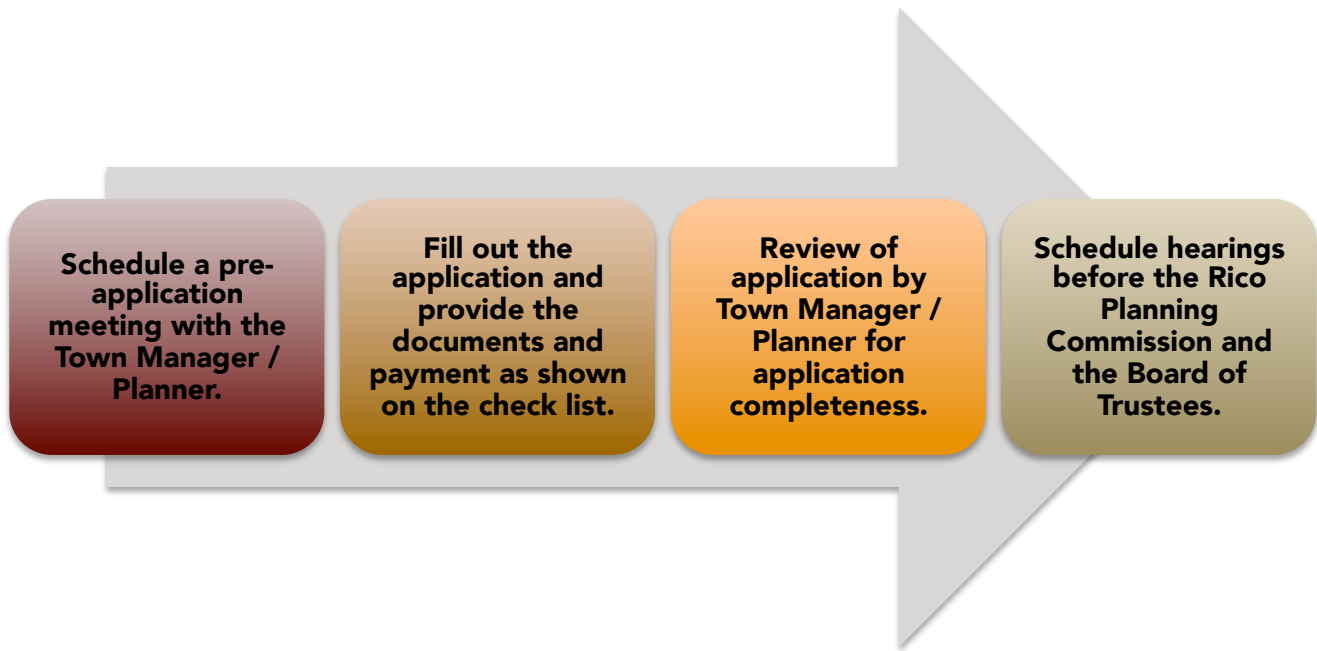 Schedule a pre-
application
meeting with the
Town Manager /
Planner.
Fill out the
application and
provide the
documents and
payment as shown
on the check list.
Review of
application by
Town Manager /
Planner for
application
completeness.
Schedule hearings
before the Rico
Planning
Commission and
the Board of
Trustees.